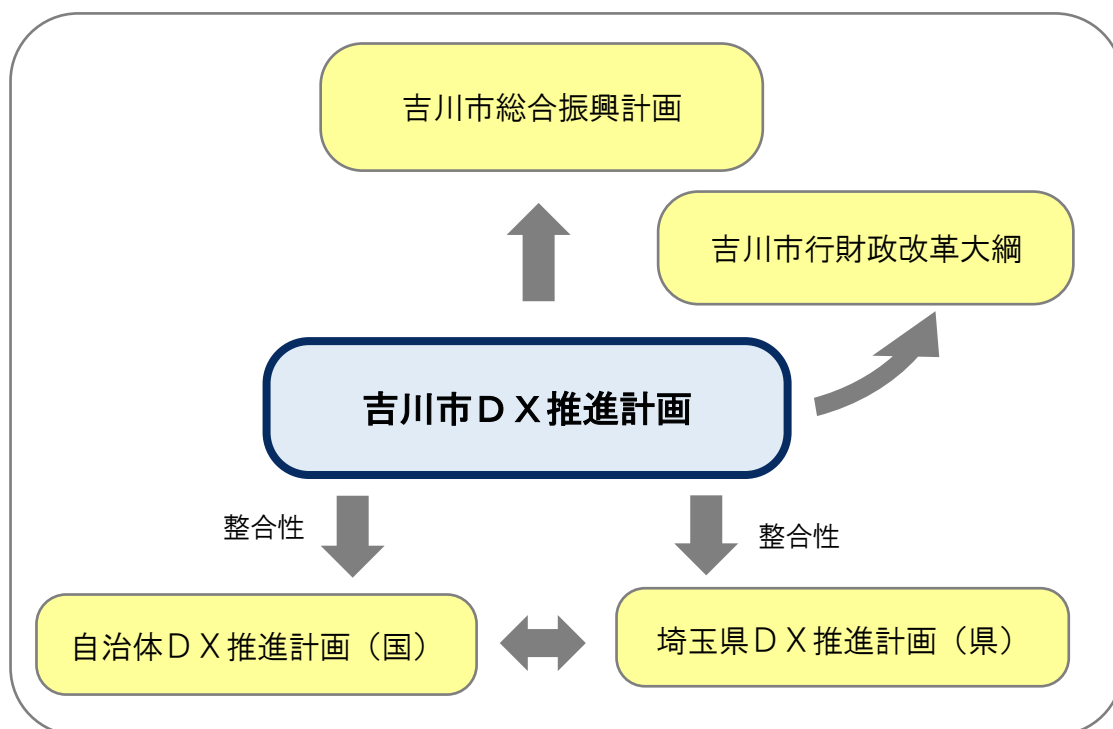 吉川市総合振興計画
吉川市行財政改革大綱
吉川市ＤＸ推進計画
整合性
整合性
自治体ＤＸ推進計画（国）
埼玉県ＤＸ推進計画（県）